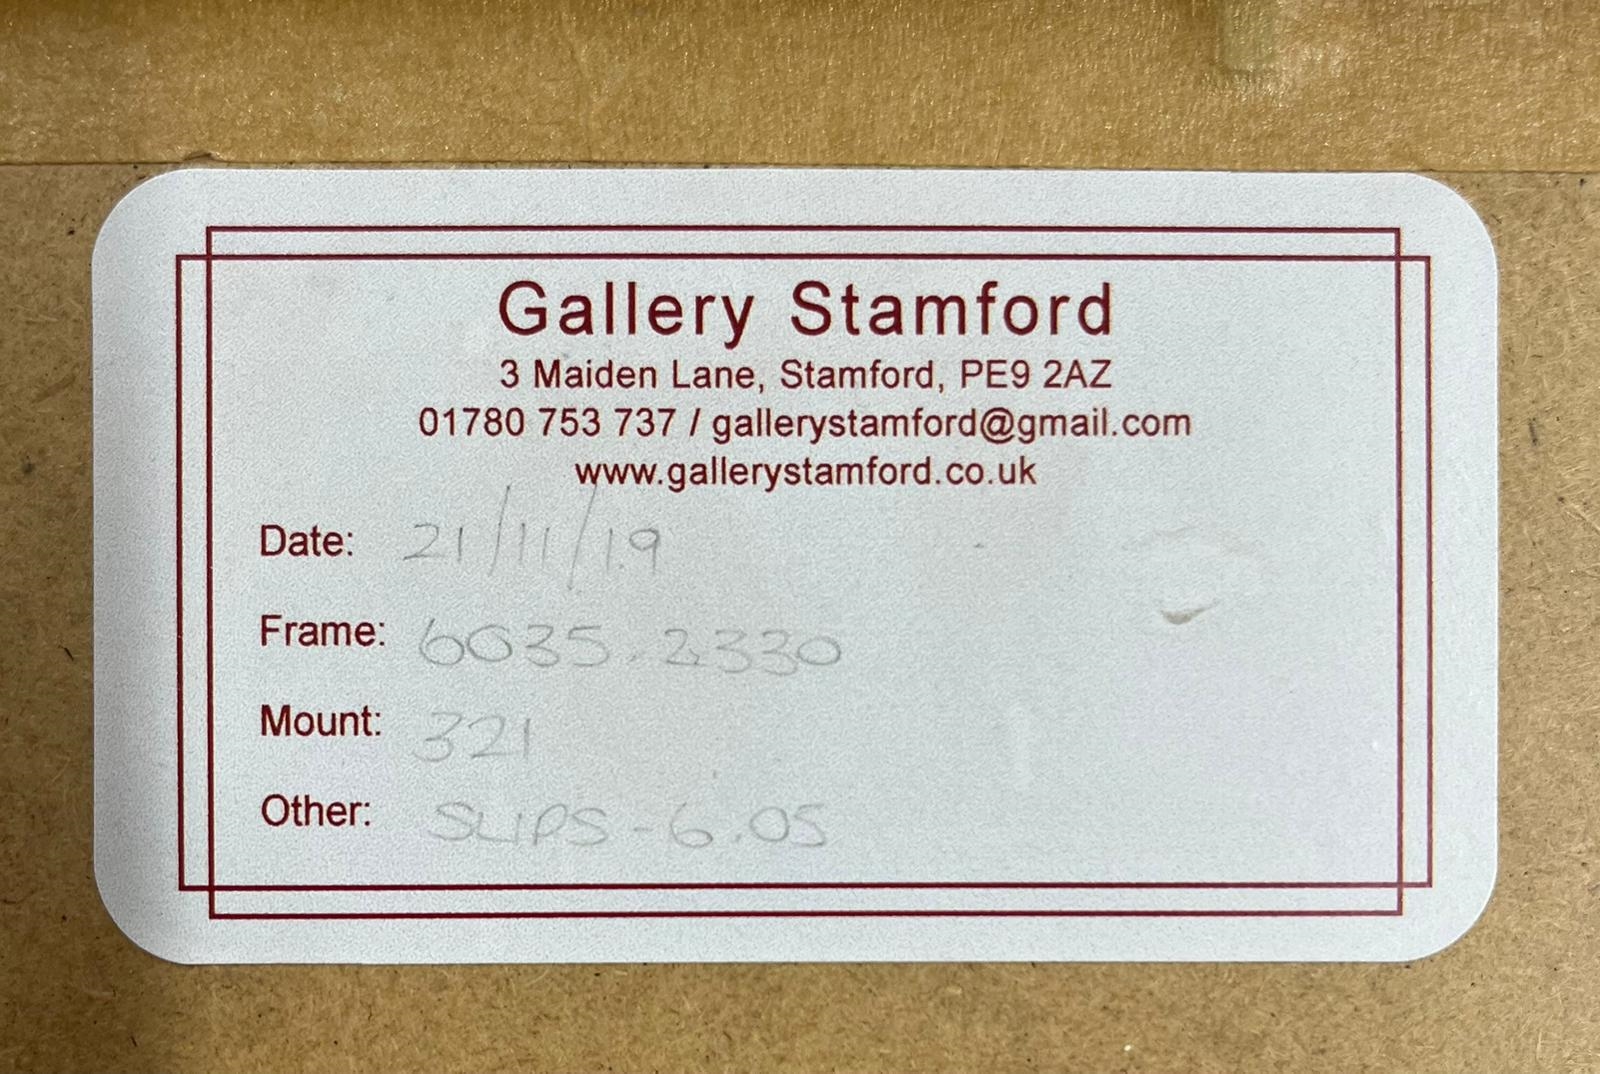 Gallery Stamford
3 Maiden Lane, Stamford, PE9 2AZ
01780 753 737 / gallerystamford@gmail.com
www.gallerystamford.co.uk
Date: 21/11/19
Frame: 6035.2330
Mount: 321
Other: SLIPS - 6.05